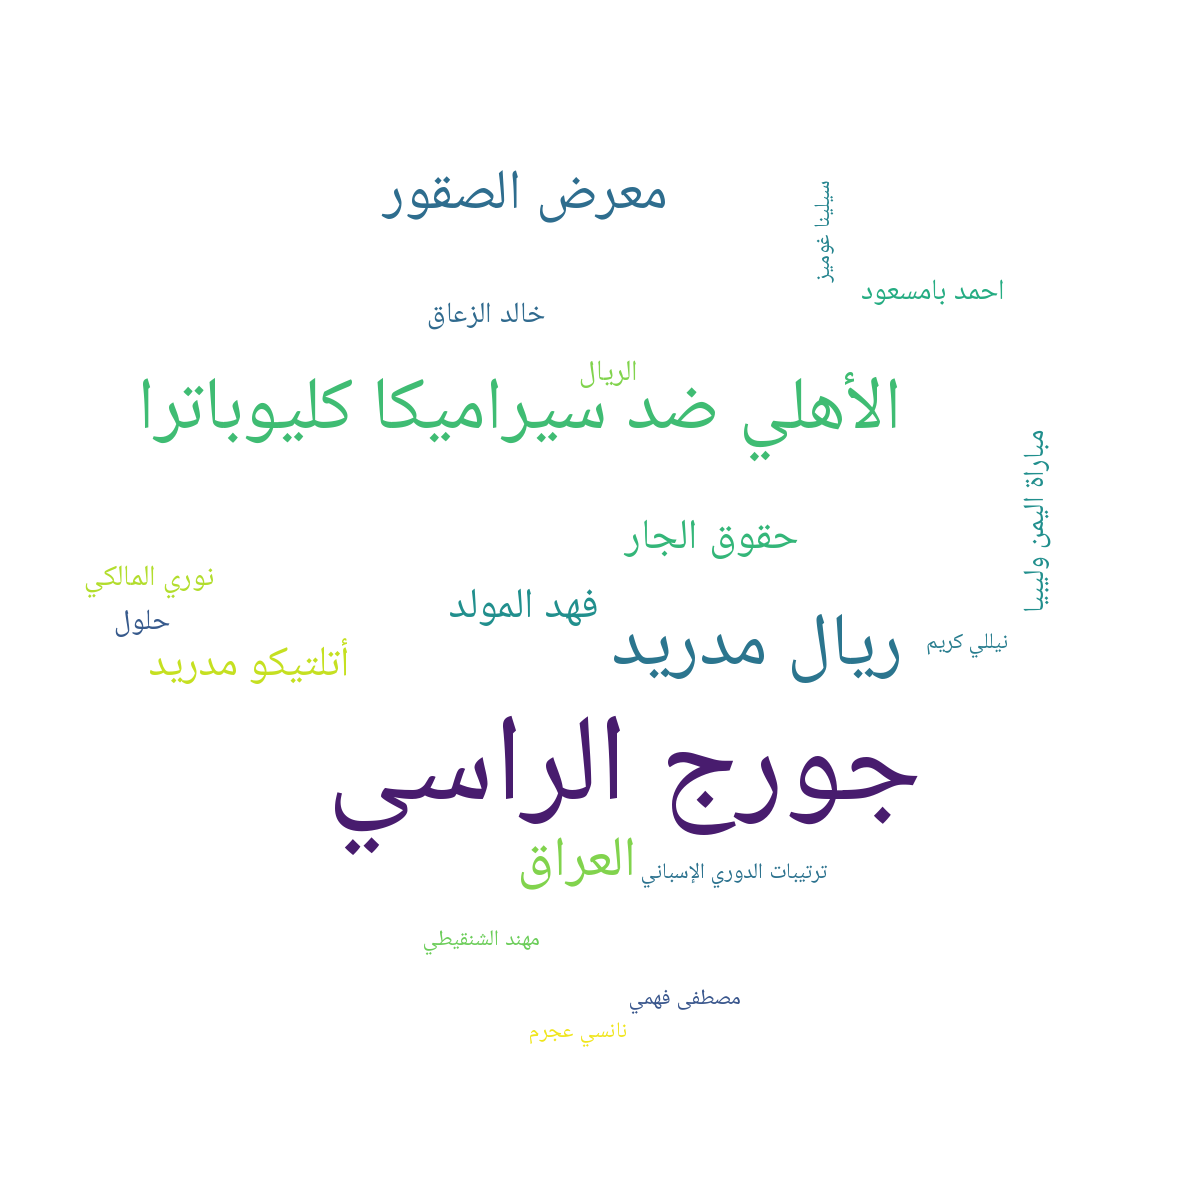 معرض الصقور
سيلينا غوميز
احمد بامسعود
خالد الزعاق
الريال
الأهلي ضد سيراميكا كليوباترا
مباراة اليمن وليبيا
حقوق الجار
نوري المالكي
فهد المولد
حلول
ريال مدريد
نيللي كريم
أتلتيكو مدريد
جورج الراسي
العراق
ترتيبات الدوري الإسباني
مهند الشنقيطي
مصطفى فهمي
نانسي عجرم